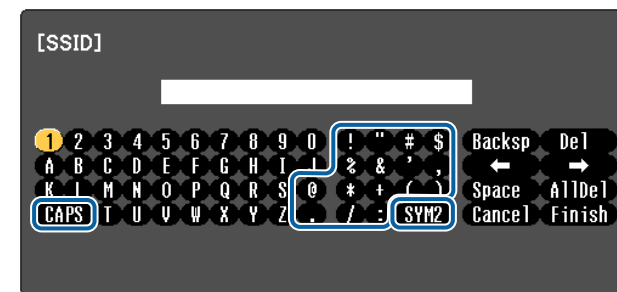 [SSID]
1 2 3 4 5 6 7 8 9 0 ! " # $ Backsp Del
A B C D E F G H I J % & ' , ← →
K L M N O P Q R S @ * + ( ) Space AllDel
CAPS T U V W X Y Z . / : SYM2 Cancel Finish